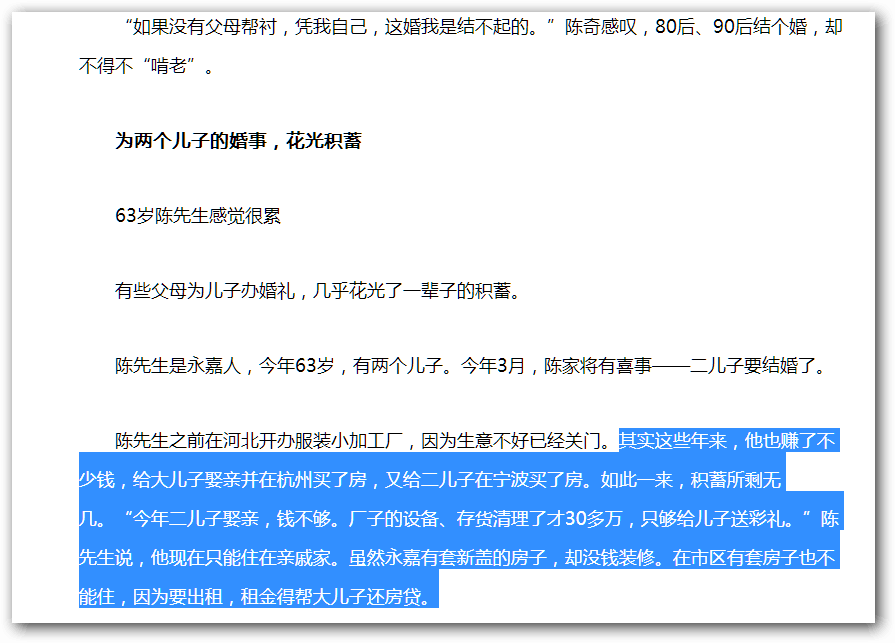 “如果没有父母帮衬，凭我自己，这婚我是结不起的。”陈奇感叹，80后、90后结个婚，却
不得不“啃老”。
为两个儿子的婚事，花光积蓄
63岁陈先生感觉很累
有些父母为儿子办婚礼，几乎花光了一辈子的积蓄。
陈先生是永嘉人，今年63岁，有两个儿子。今年3月，陈家将有喜事——二儿子要结婚了。
陈先生之前在河北开办服装小加工厂，因为生意不好已经关门。其实这些年来，他也赚了不
少钱，给大儿子娶亲并在杭州买了房，又给二儿子在宁波买了房。如此一来，积蓄所剩无
几。“今年二儿子娶亲，钱不够。厂子的设备、存货清理了才30多万，只够给儿子送彩礼。”陈
先生说，他现在只能住在亲戚家。虽然永嘉有套新盖的房子，却没钱装修。在市区有套房子也不
能住，因为要出租，租金得帮大儿子还房贷。